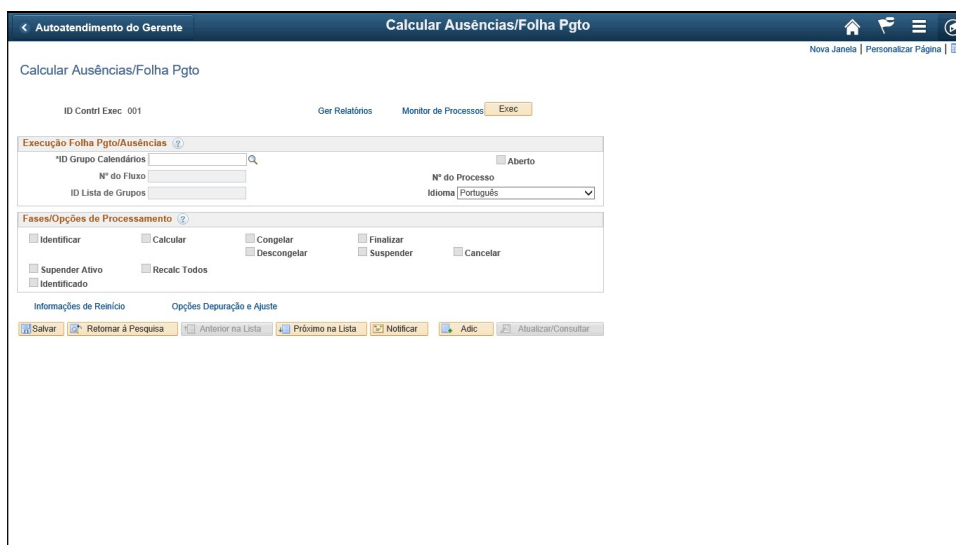 Autoatendimento do Gerente Calcular Ausências/Folha Pgto
Nova Janela | Personalizar Página |
Calcular Ausências/Folha Pgto
ID Contrl Exec 001 Ger Relatórios Monitor de Processos Exec
Execução Folha Pgto/Ausências ?
*ID Grupo Calendários Aberto
Nº do Fluxo Nº do Processo
ID Lista de Grupos Idioma Português
Fases/Opções de Processamento ?
Identificar Calcular Congelar Finalizar
Descongelar Suspender Cancelar
Supender Ativo Recalc Todos
Identificado
Informações de Reinício Opções Depuração e Ajuste
Salvar Retornar á Pesquisa Anterior na Lista Próximo na Lista Notificar Adic Atualizar/Consultar